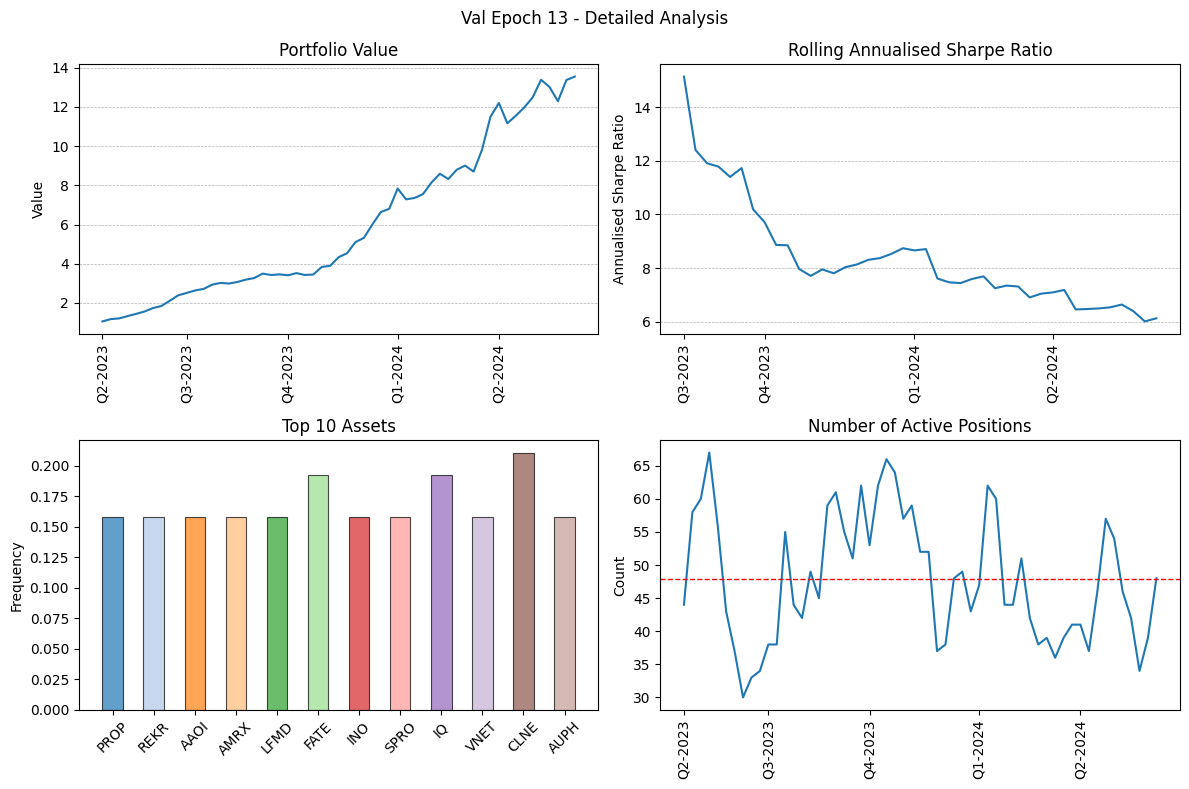 Val Epoch 13 - Detailed Analysis
Portfolio Value
Value
14
12
10
8
6
4
2
Q2-2023
Q3-2023
Q4-2023
Q1-2024
Q2-2024
Rolling Annualised Sharpe Ratio
Annualised Sharpe Ratio
14
12
10
8
6
Q3-2023
Q4-2023
Q1-2024
Q2-2024
Top 10 Assets
Frequency
0.200
0.175
0.150
0.125
0.100
0.075
0.050
0.025
0.000
PROP
REKR
AAOI
AMRX
LFMD
FATE
INO
SPRO
IQ
VNET
CLNE
AUPH
Number of Active Positions
Count
65
60
55
50
45
40
35
30
Q2-2023
Q3-2023
Q4-2023
Q1-2024
Q2-2024